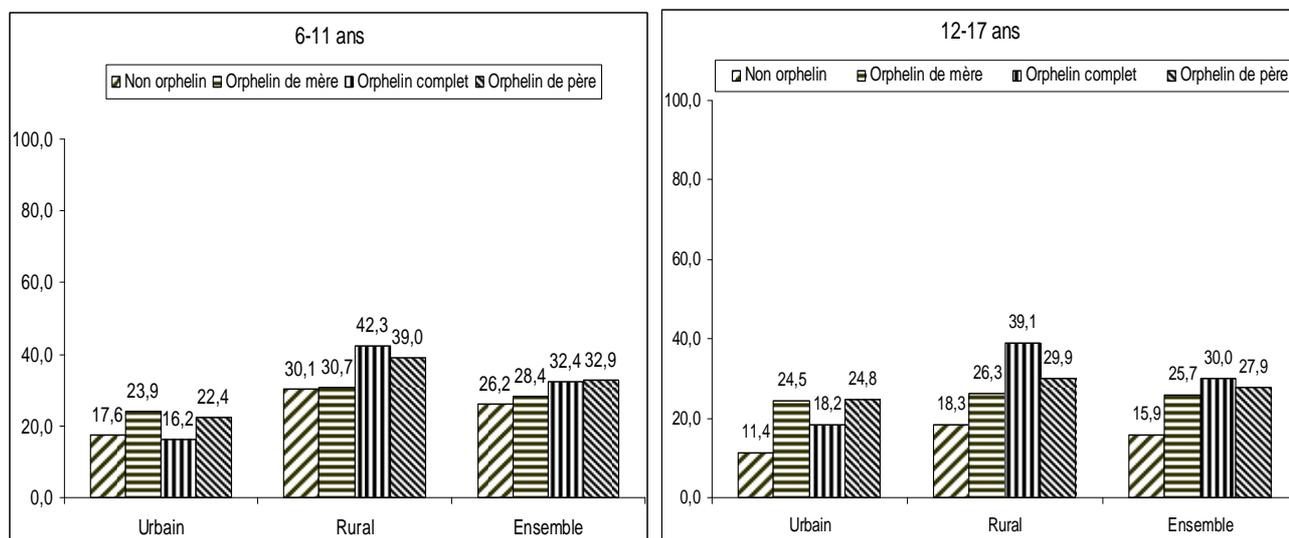 6-11 ans
Non orphelin Orphelin de mère Orphelin complet Orphelin de père
100,0
80,0
60,0
40,0
20,0
0,0
17,6 23,9 16,2 22,4
30,1 30,7 42,3 39,0
26,2 28,4 32,4 32,9
Urbain Rural Ensemble
12-17 ans
Non orphelin Orphelin de mère Orphelin complet Orphelin de père
100,0
80,0
60,0
40,0
20,0
0,0
11,4 24,5 18,2 24,8
18,3 26,3 39,1 29,9
15,9 25,7 30,0 27,9
Urbain Rural Ensemble